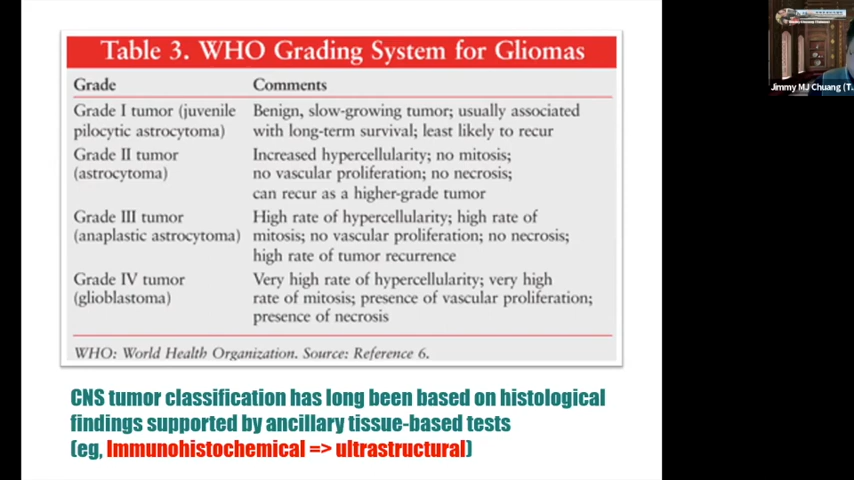 Table 3. WHO Grading System for Gliomas
Grade Comments
Grade I tumor (juvenile Benign, slow-growing tumor; usually associated
pilocytic astrocytoma) with long-term survival; least likely to recur
Grade II tumor Increased hypercellularity; no mitosis;
(astrocytoma) no vascular proliferation; no necrosis;
can recur as a higher-grade tumor
Grade III tumor High rate of hypercellularity; high rate of
(anaplastic astrocytoma) mitosis; no vascular proliferation; no necrosis;
high rate of tumor recurrence
Grade IV tumor Very high rate of hypercellularity; very high
(glioblastoma) rate of mitosis; presence of vascular proliferation;
presence of necrosis
WHO: World Health Organization. Source: Reference 6.
CNS tumor classification has long been based on histological
findings supported by ancillary tissue-based tests
(eg, Immunohistochemical => ultrastructural)
Jimmy MJ Chuang (T.